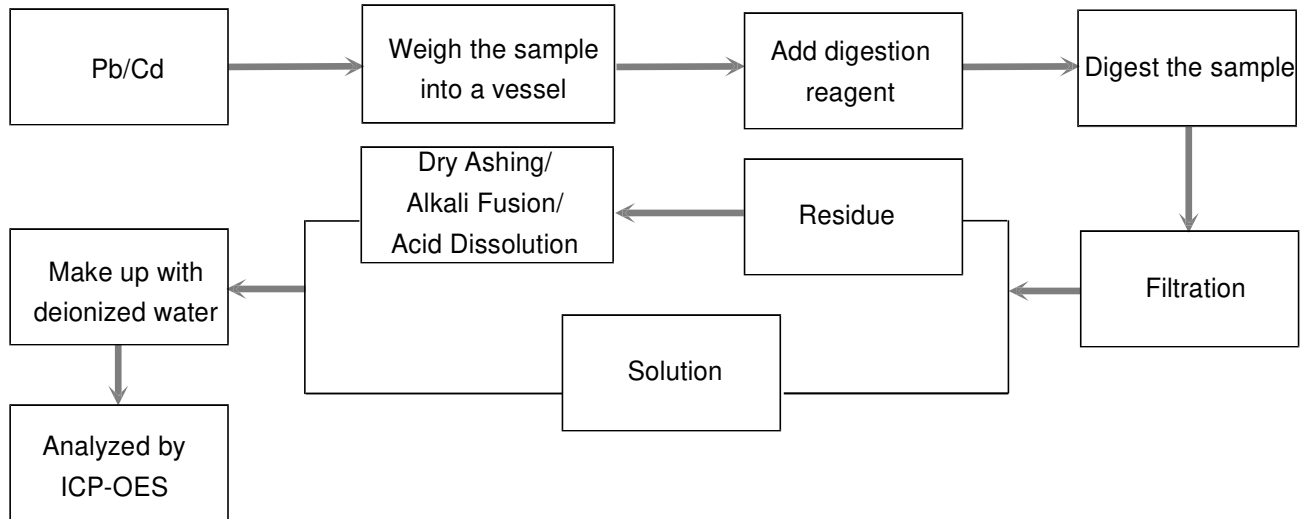 Pb/Cd
Weigh the sample
into a vessel
Add digestion
reagent
Digest the sample
Dry Ashing/
Alkali Fusion/
Acid Dissolution
Residue
Make up with
deionized water
Filtration
Solution
Analyzed by
ICP-OES